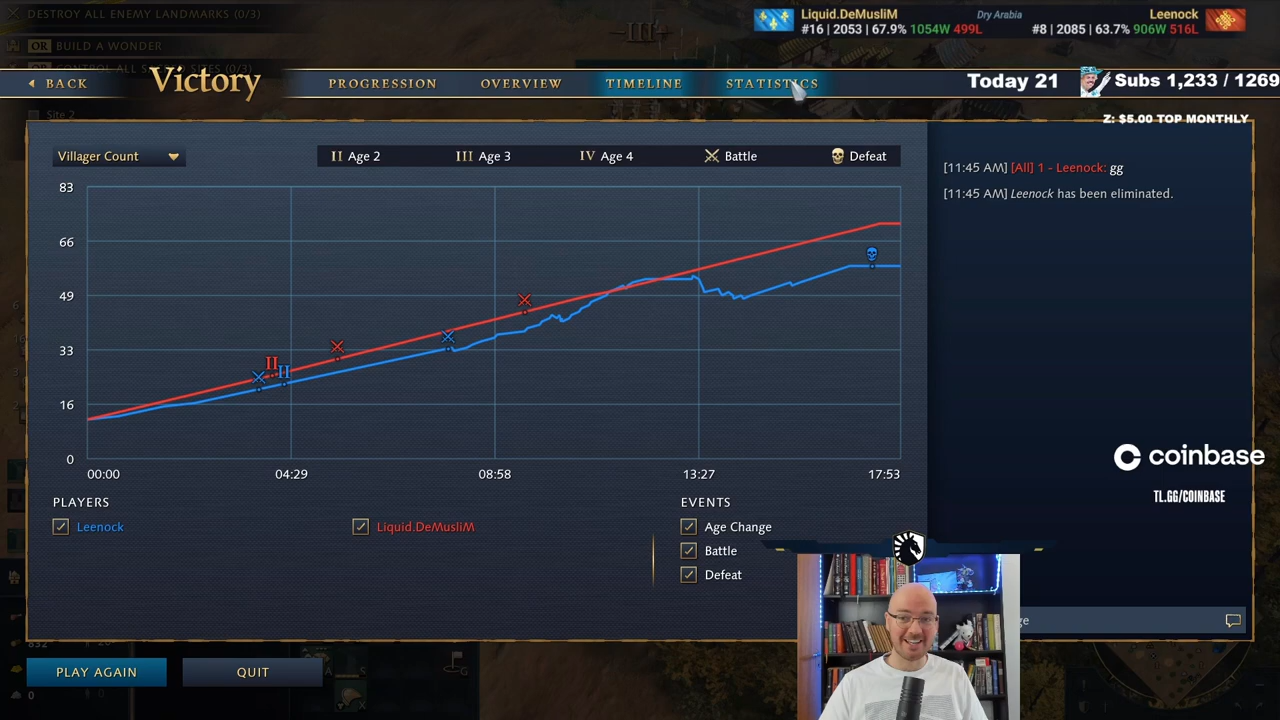 DESTROY ALL ENEMY LANDMARKS (0/3)
OR BUILD A WONDER
III
Liquid.DeMusliM
Dry Arabia
Leenock
#16 | 2053 | 67.9% 1054W 499L
#8 | 2085 | 63.7% 906W 516L
BACK
Victory
PROGRESSION
OVERVIEW
TIMELINE
STATISTICS
Today 21
Subs 1,233 / 1269
Site 2
Z: $5.00 TOP MONTHLY
Villager Count
II Age 2
III Age 3
IV Age 4
Battle
Defeat
[11:45 AM] [All] 1 - Leenock: gg
[11:45 AM] Leenock has been eliminated.
83
66
49
33
16
0
II
II
00:00
04:29
08:58
13:27
17:53
coinbase
TL.GG/COINBASE
PLAYERS
Leenock
Liquid.DeMusliM
EVENTS
Age Change
Battle
Defeat
PLAY AGAIN
QUIT